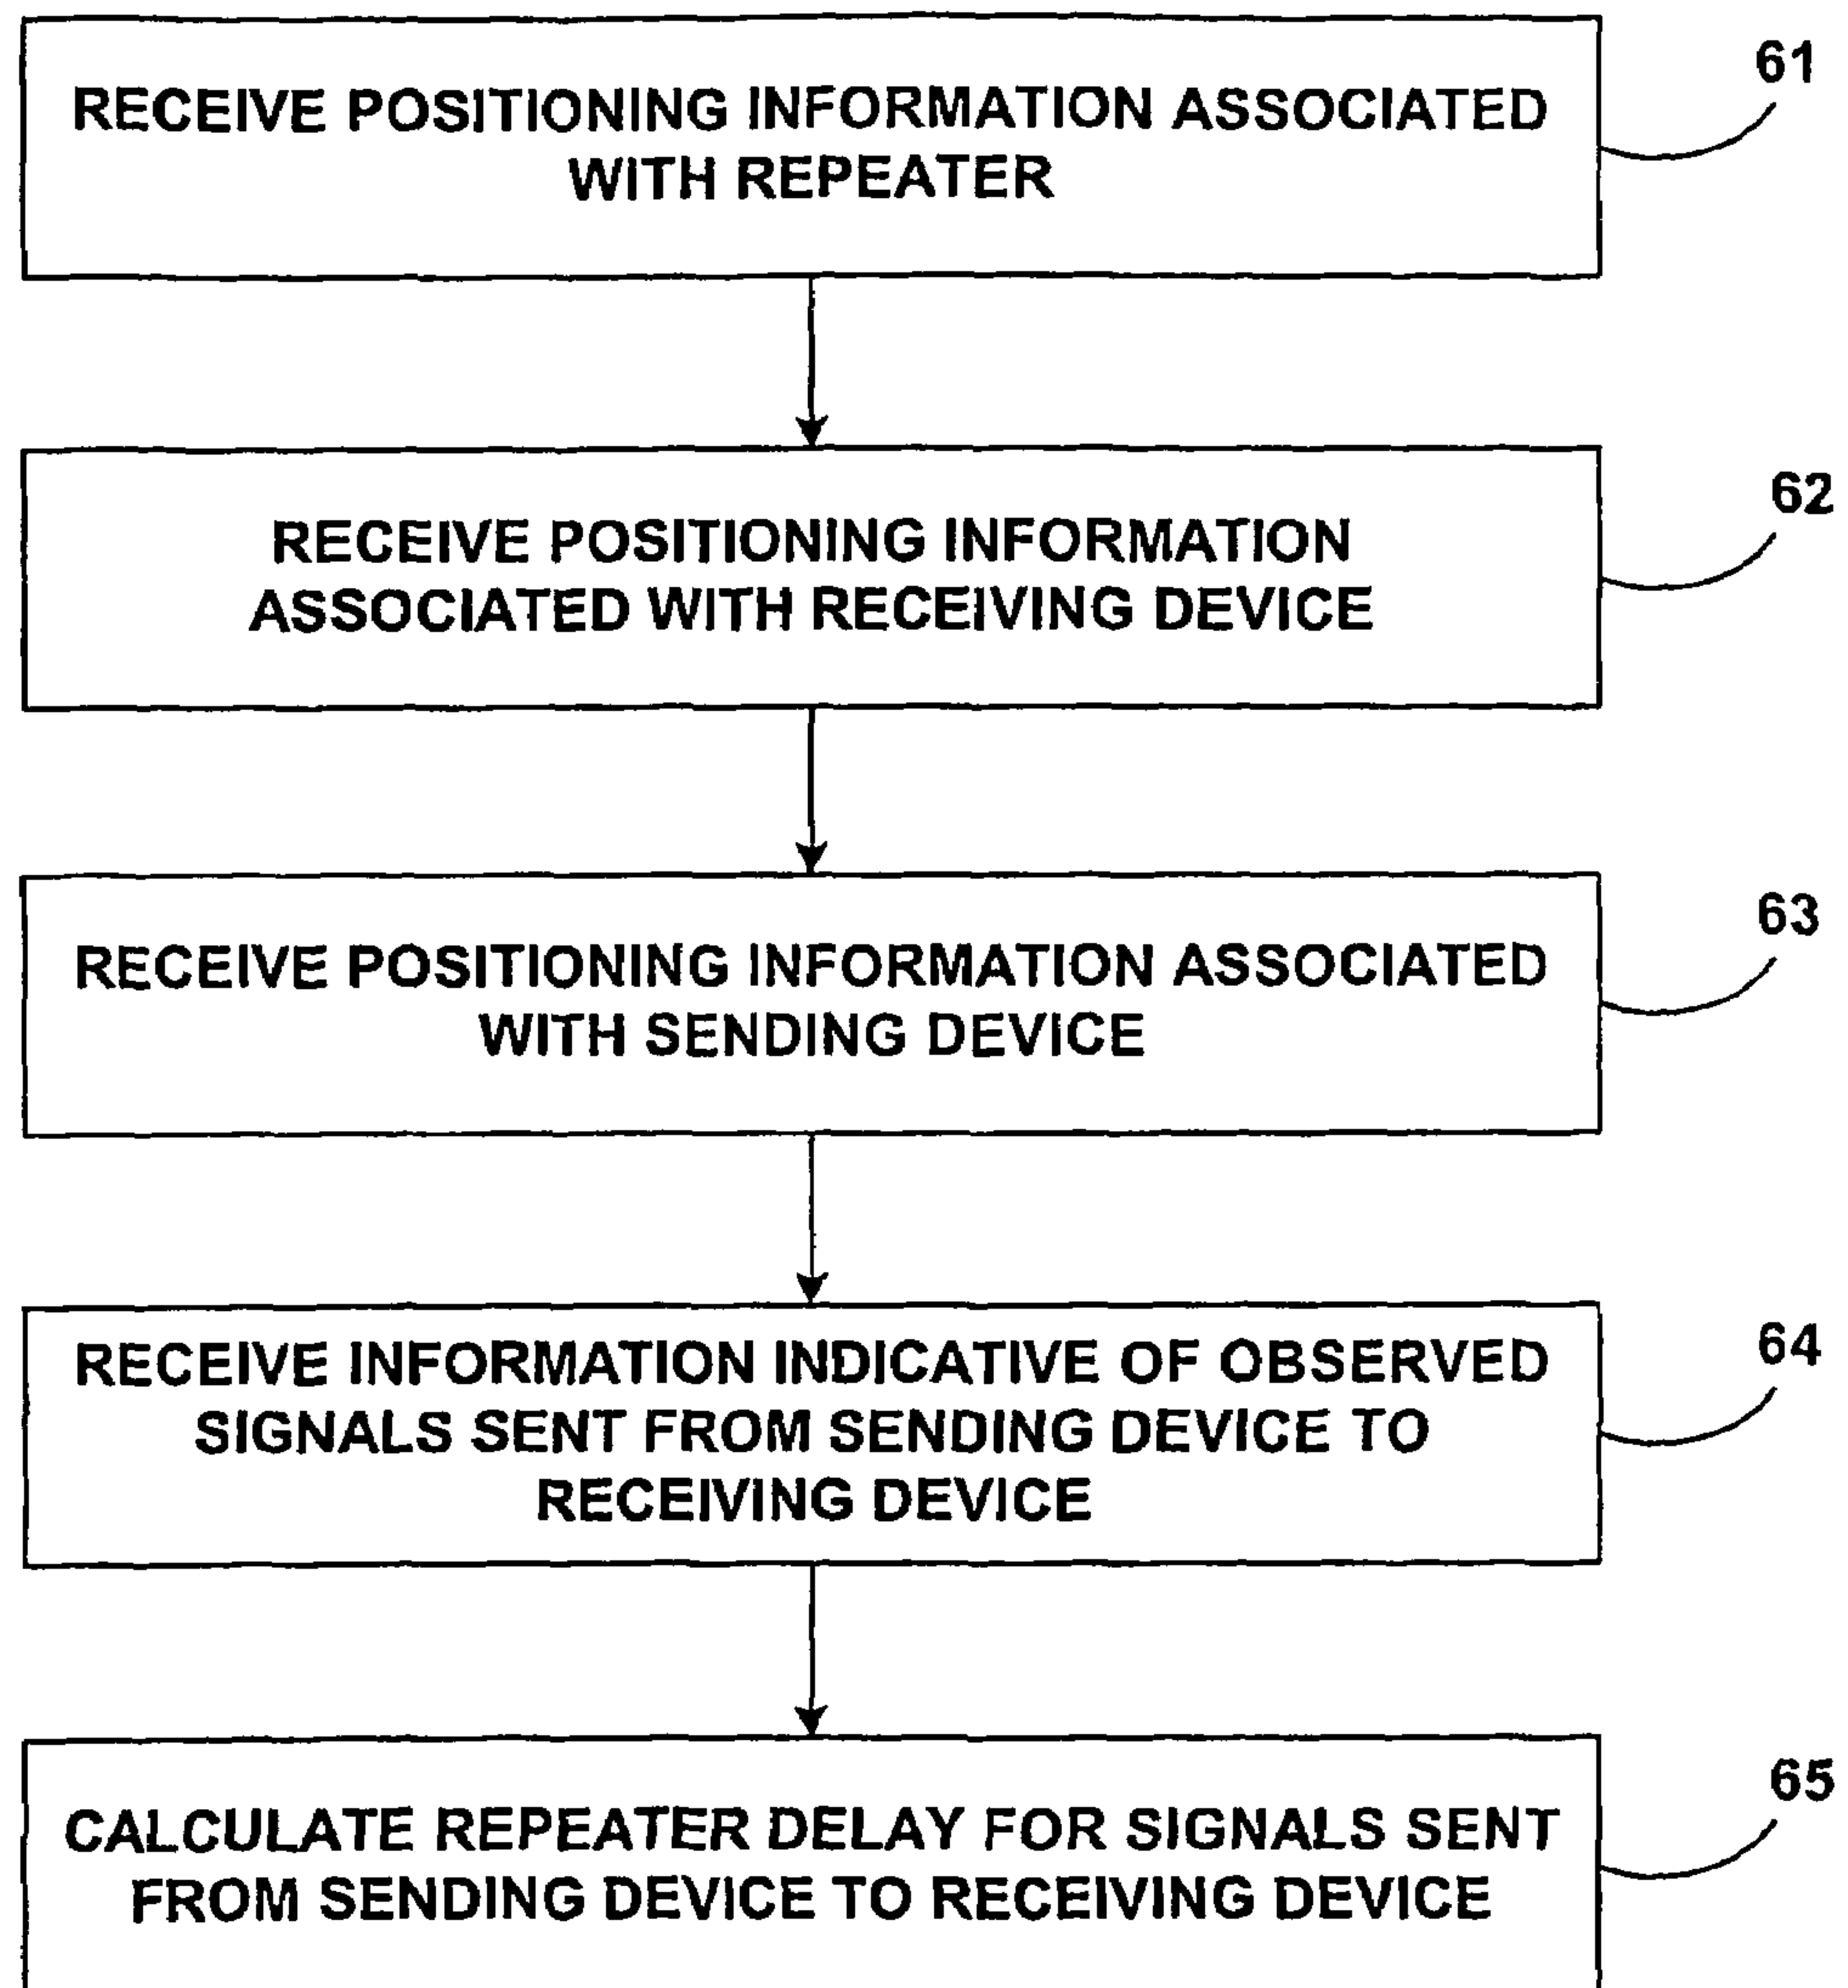 RECEIVE POSITIONING INFORMATION ASSOCIATED
WITH REPEATER
61
RECEIVE POSITIONING INFORMATION
ASSOCIATED WITH RECEIVING DEVICE
62
RECEIVE POSITIONING INFORMATION ASSOCIATED
WITH SENDING DEVICE
63
RECEIVE INFORMATION INDICATIVE OF OBSERVED
SIGNALS SENT FROM SENDING DEVICE TO
RECEIVING DEVICE
64
CALCULATE REPEATER DELAY FOR SIGNALS SENT
FROM SENDING DEVICE TO RECEIVING DEVICE
65